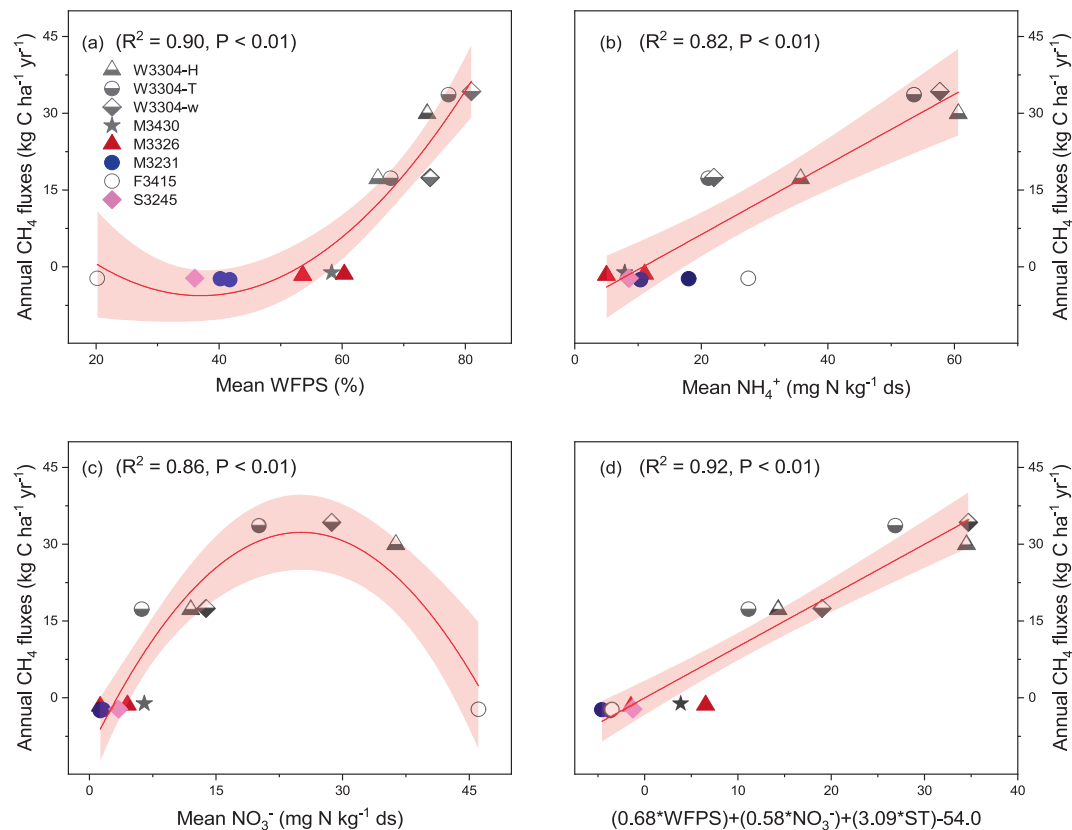 (a) (R² = 0.90, P < 0.01)
W3304-H
W3304-T
W3304-w
M3430
M3326
M3231
F3415
S3245
45
30
15
0
Annual CH₄ fluxes (kg C ha⁻¹ yr⁻¹)
20 40 60 80
Mean WFPS (%)
(b) (R² = 0.82, P < 0.01)
45
30
15
0
Annual CH₄ fluxes (kg C ha⁻¹ yr⁻¹)
0 20 40 60
Mean NH₄⁺ (mg N kg⁻¹ ds)
(c) (R² = 0.86, P < 0.01)
45
30
15
0
Annual CH₄ fluxes (kg C ha⁻¹ yr⁻¹)
0 15 30 45
Mean NO₃⁻ (mg N kg⁻¹ ds)
(d) (R² = 0.92, P < 0.01)
45
30
15
0
Annual CH₄ fluxes (kg C ha⁻¹ yr⁻¹)
0 10 20 30 40
(0.68*WFPS)+(0.58*NO₃⁻)+(3.09*ST)-54.0